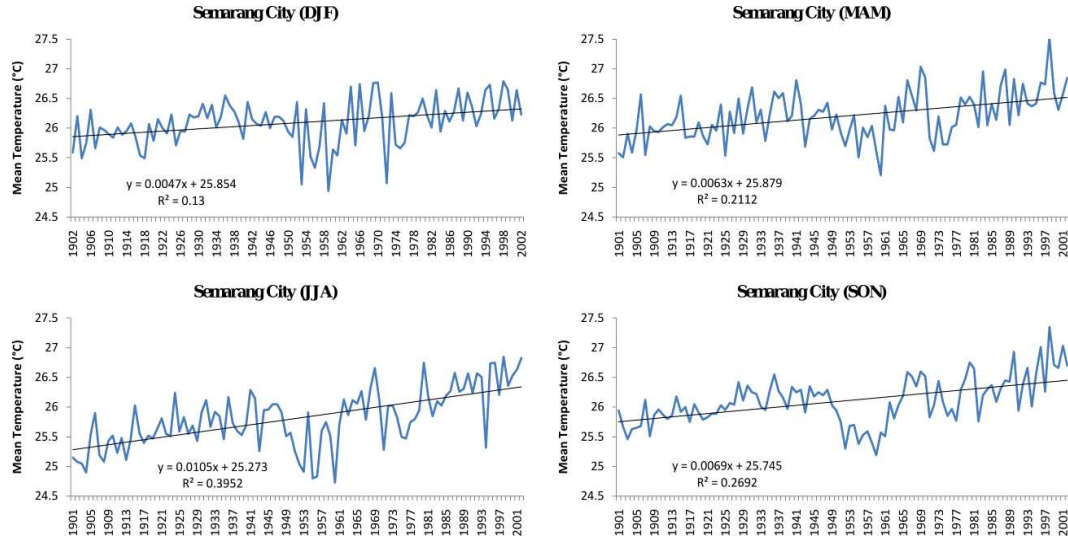 Semarang City (DJF)
27.5
27
26.5
26
25.5
25
24.5
Mean Temperature (°C)
y = 0.0047x + 25.854
R² = 0.13
1902 1906 1910 1914 1918 1922 1926 1930 1934 1938 1942 1946 1950 1954 1958 1962 1966 1970 1974 1978 1982 1986 1990 1994 1998 2002
Semarang City (MAM)
27.5
27
26.5
26
25.5
25
24.5
Mean Temperature (°C)
y = 0.0063x + 25.879
R² = 0.2112
1901 1905 1909 1913 1917 1921 1925 1929 1933 1937 1941 1945 1949 1953 1957 1961 1965 1969 1973 1977 1981 1985 1989 1993 1997 2001
Semarang City (JJA)
27.5
27
26.5
26
25.5
25
24.5
Mean Temperature (°C)
y = 0.0105x + 25.273
R² = 0.3952
1901 1905 1909 1913 1917 1921 1925 1929 1933 1937 1941 1945 1949 1953 1957 1961 1965 1969 1973 1977 1981 1985 1989 1993 1997 2001
Semarang City (SON)
27.5
27
26.5
26
25.5
25
24.5
Mean Temperature (°C)
y = 0.0069x + 25.745
R² = 0.2692
1901 1905 1909 1913 1917 1921 1925 1929 1933 1937 1941 1945 1949 1953 1957 1961 1965 1969 1973 1977 1981 1985 1989 1993 1997 2001